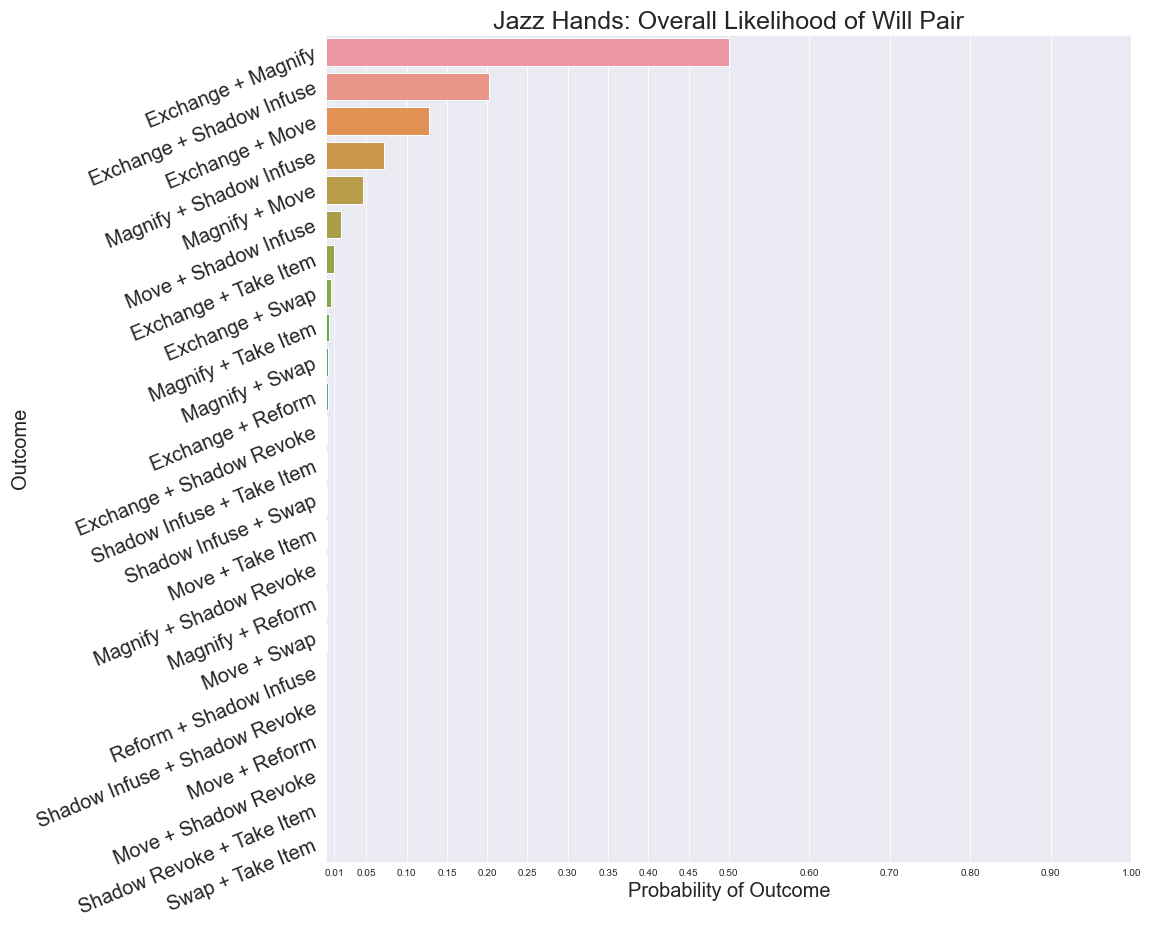 Jazz Hands: Overall Likelihood of Will Pair
Exchange + Magnify
Exchange + Shadow Infuse
Exchange + Move
Magnify + Shadow Infuse
Magnify + Move
Move + Shadow Infuse
Exchange + Take Item
Exchange + Swap
Magnify + Take Item
Magnify + Swap
Exchange + Reform
Exchange + Shadow Revoke
Shadow Infuse + Take Item
Shadow Infuse + Swap
Move + Take Item
Magnify + Shadow Revoke
Magnify + Reform
Move + Swap
Reform + Shadow Infuse
Shadow Infuse + Shadow Revoke
Move + Reform
Move + Shadow Revoke
Shadow Revoke + Take Item
Swap + Take Item
Outcome
0.01 0.05 0.10 0.15 0.20 0.25 0.30 0.35 0.40 0.45 0.50 0.60 0.70 0.80 0.90 1.00
Probability of Outcome